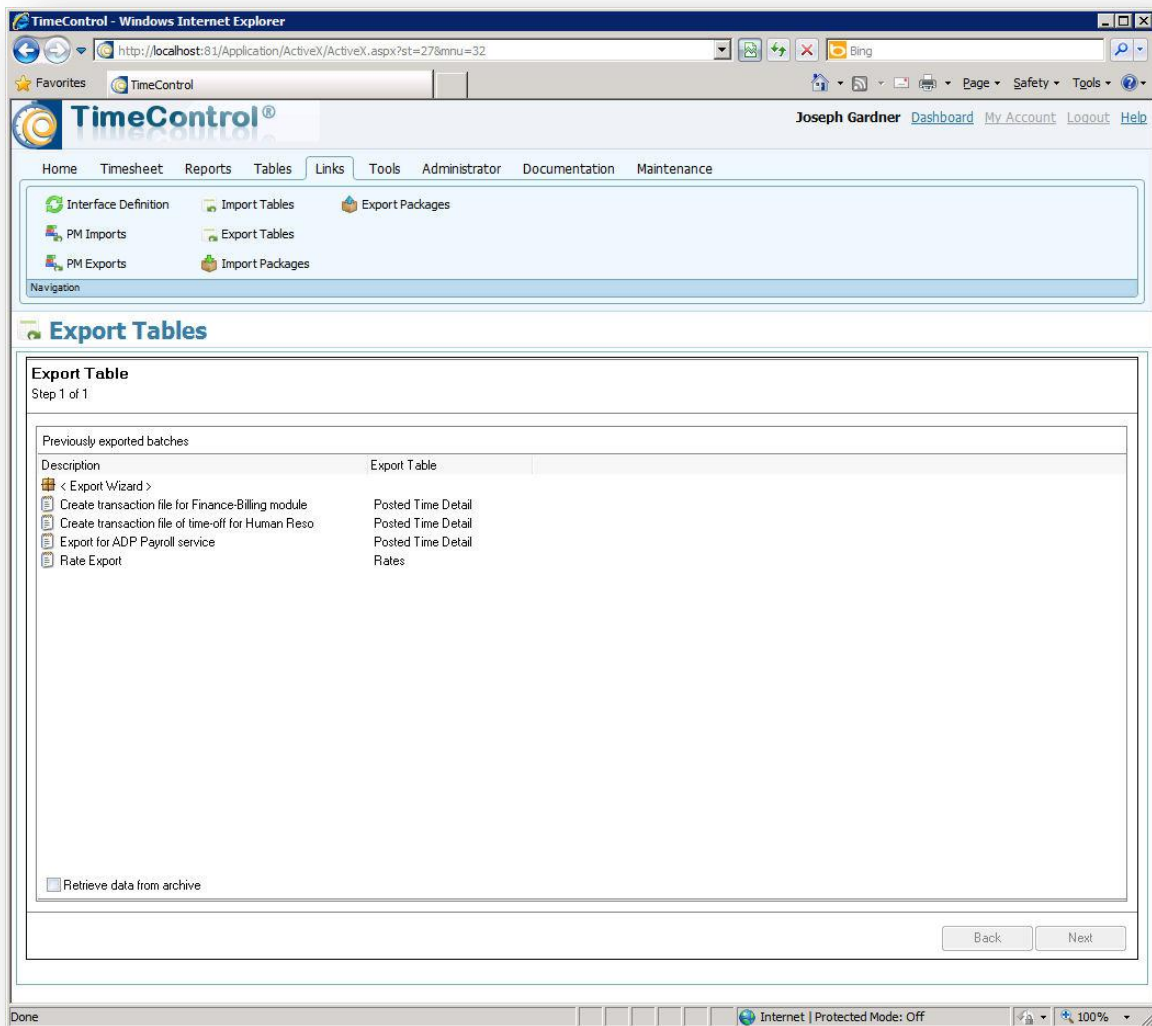 TimeControl - Windows Internet Explorer
http://localhost:81/Application/ActiveX/ActiveX.aspx?st=27&mnu=32
Bing
Favorites TimeControl Page Safety Tools
TimeControl® Joseph Gardner Dashboard My Account Logout Help
Home Timesheet Reports Tables Links Tools Administrator Documentation Maintenance
Interface Definition Import Tables Export Packages
PM Imports Export Tables
PM Exports Import Packages
Navigation
Export Tables
Export Table
Step 1 of 1
Previously exported batches
Description Export Table
< Export Wizard >
Create transaction file for Finance-Billing module Posted Time Detail
Create transaction file of time-off for Human Reso Posted Time Detail
Export for ADP Payroll service Posted Time Detail
Rate Export Rates
Retrieve data from archive
Back Next
Done Internet | Protected Mode: Off 100%